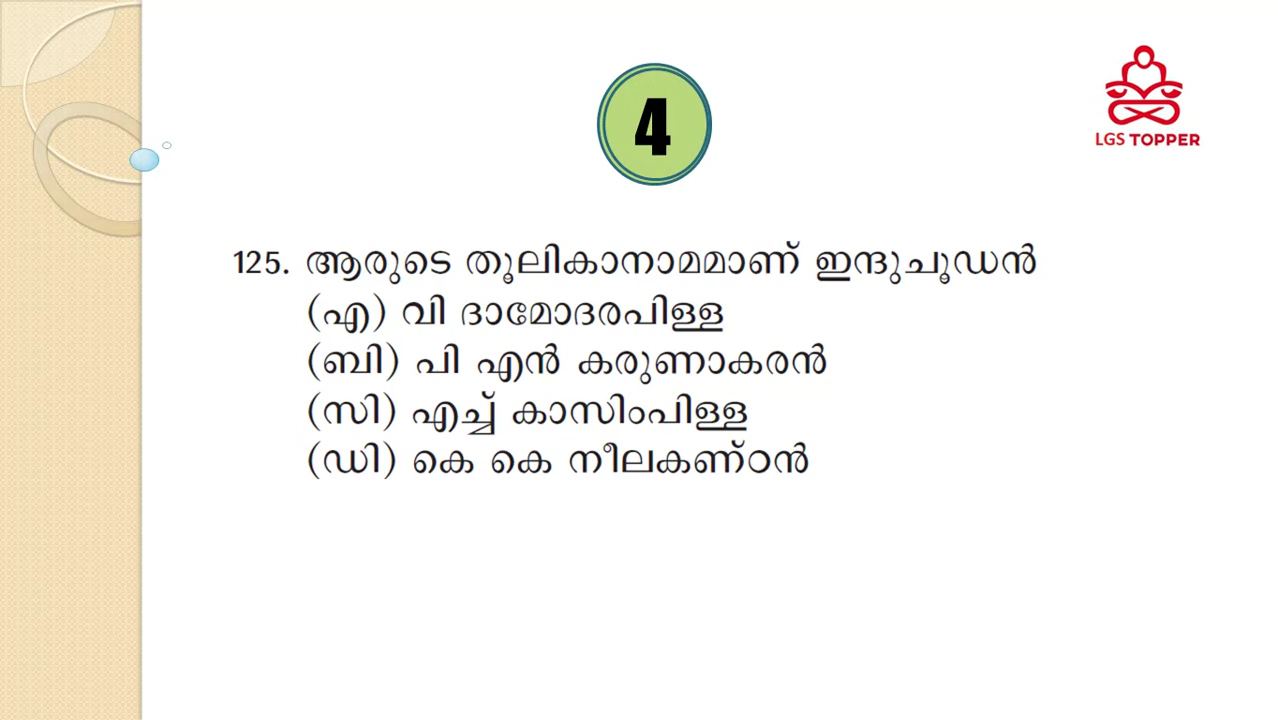 4
LGS TOPPER
125. ആരുടെ തൂലികാനാമമാണ് ഇന്ദുചൂഡൻ
(എ) വി ദാമോദരപിള്ള
(ബി) പി എൻ കരുണാകരൻ
(സി) എച്ച് കാസിംപിള്ള
(ഡി) കെ കെ നീലകണ്ഠൻ